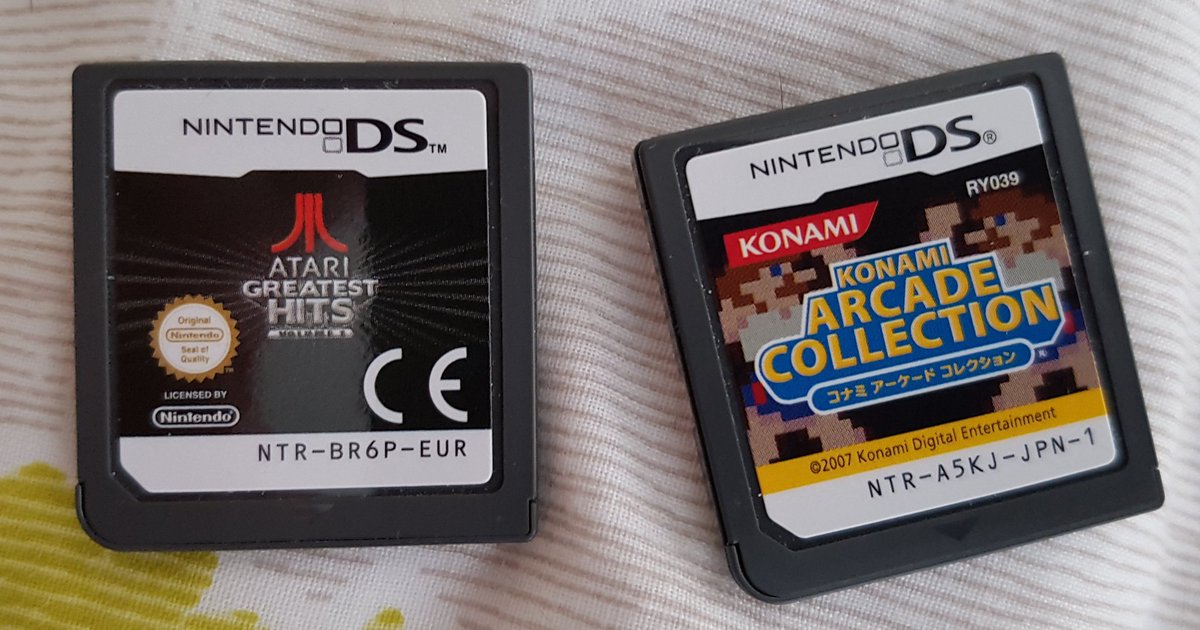 NINTENDO DS™
ATARI
GREATEST
HITS
Original
Nintendo
Seal of
Quality
™
LICENSED BY
Nintendo®
CE
NTR-BR6P-EUR
NINTENDO DS®
RY039
KONAMI
KONAMI
ARCADE
COLLECTION
コナミ アーケード コレクション
©2007 Konami Digital Entertainment
NTR-A5KJ-JPN-1